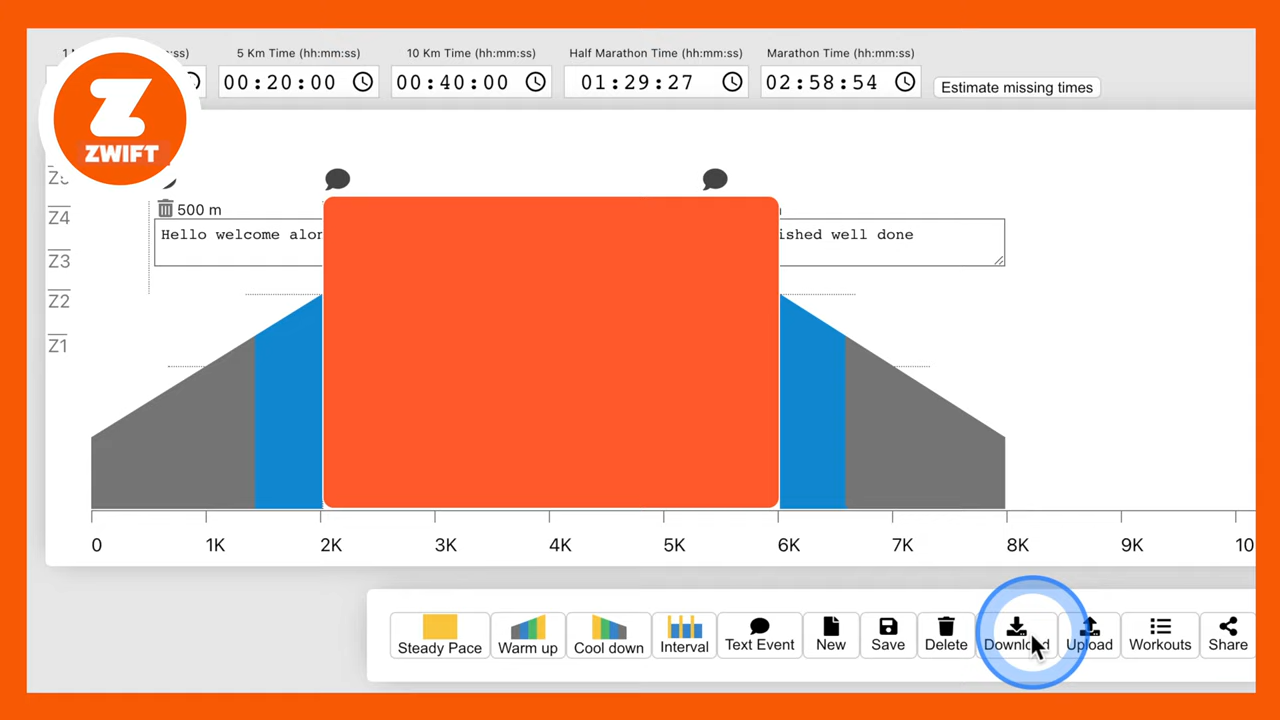 5 Km Time (hh:mm:ss)
10 Km Time (hh:mm:ss)
Half Marathon Time (hh:mm:ss)
Marathon Time (hh:mm:ss)
00:20:00
00:40:00
01:29:27
02:58:54
Estimate missing times
ZWIFT
500 m
Z4
Hello welcome
well done
Z3
Z2
Z1
0
1K
2K
3K
4K
5K
6K
7K
8K
9K
10
Steady Pace
Warm up
Cool down
Interval
Text Event
New
Save
Delete
Download
Upload
Workouts
Share